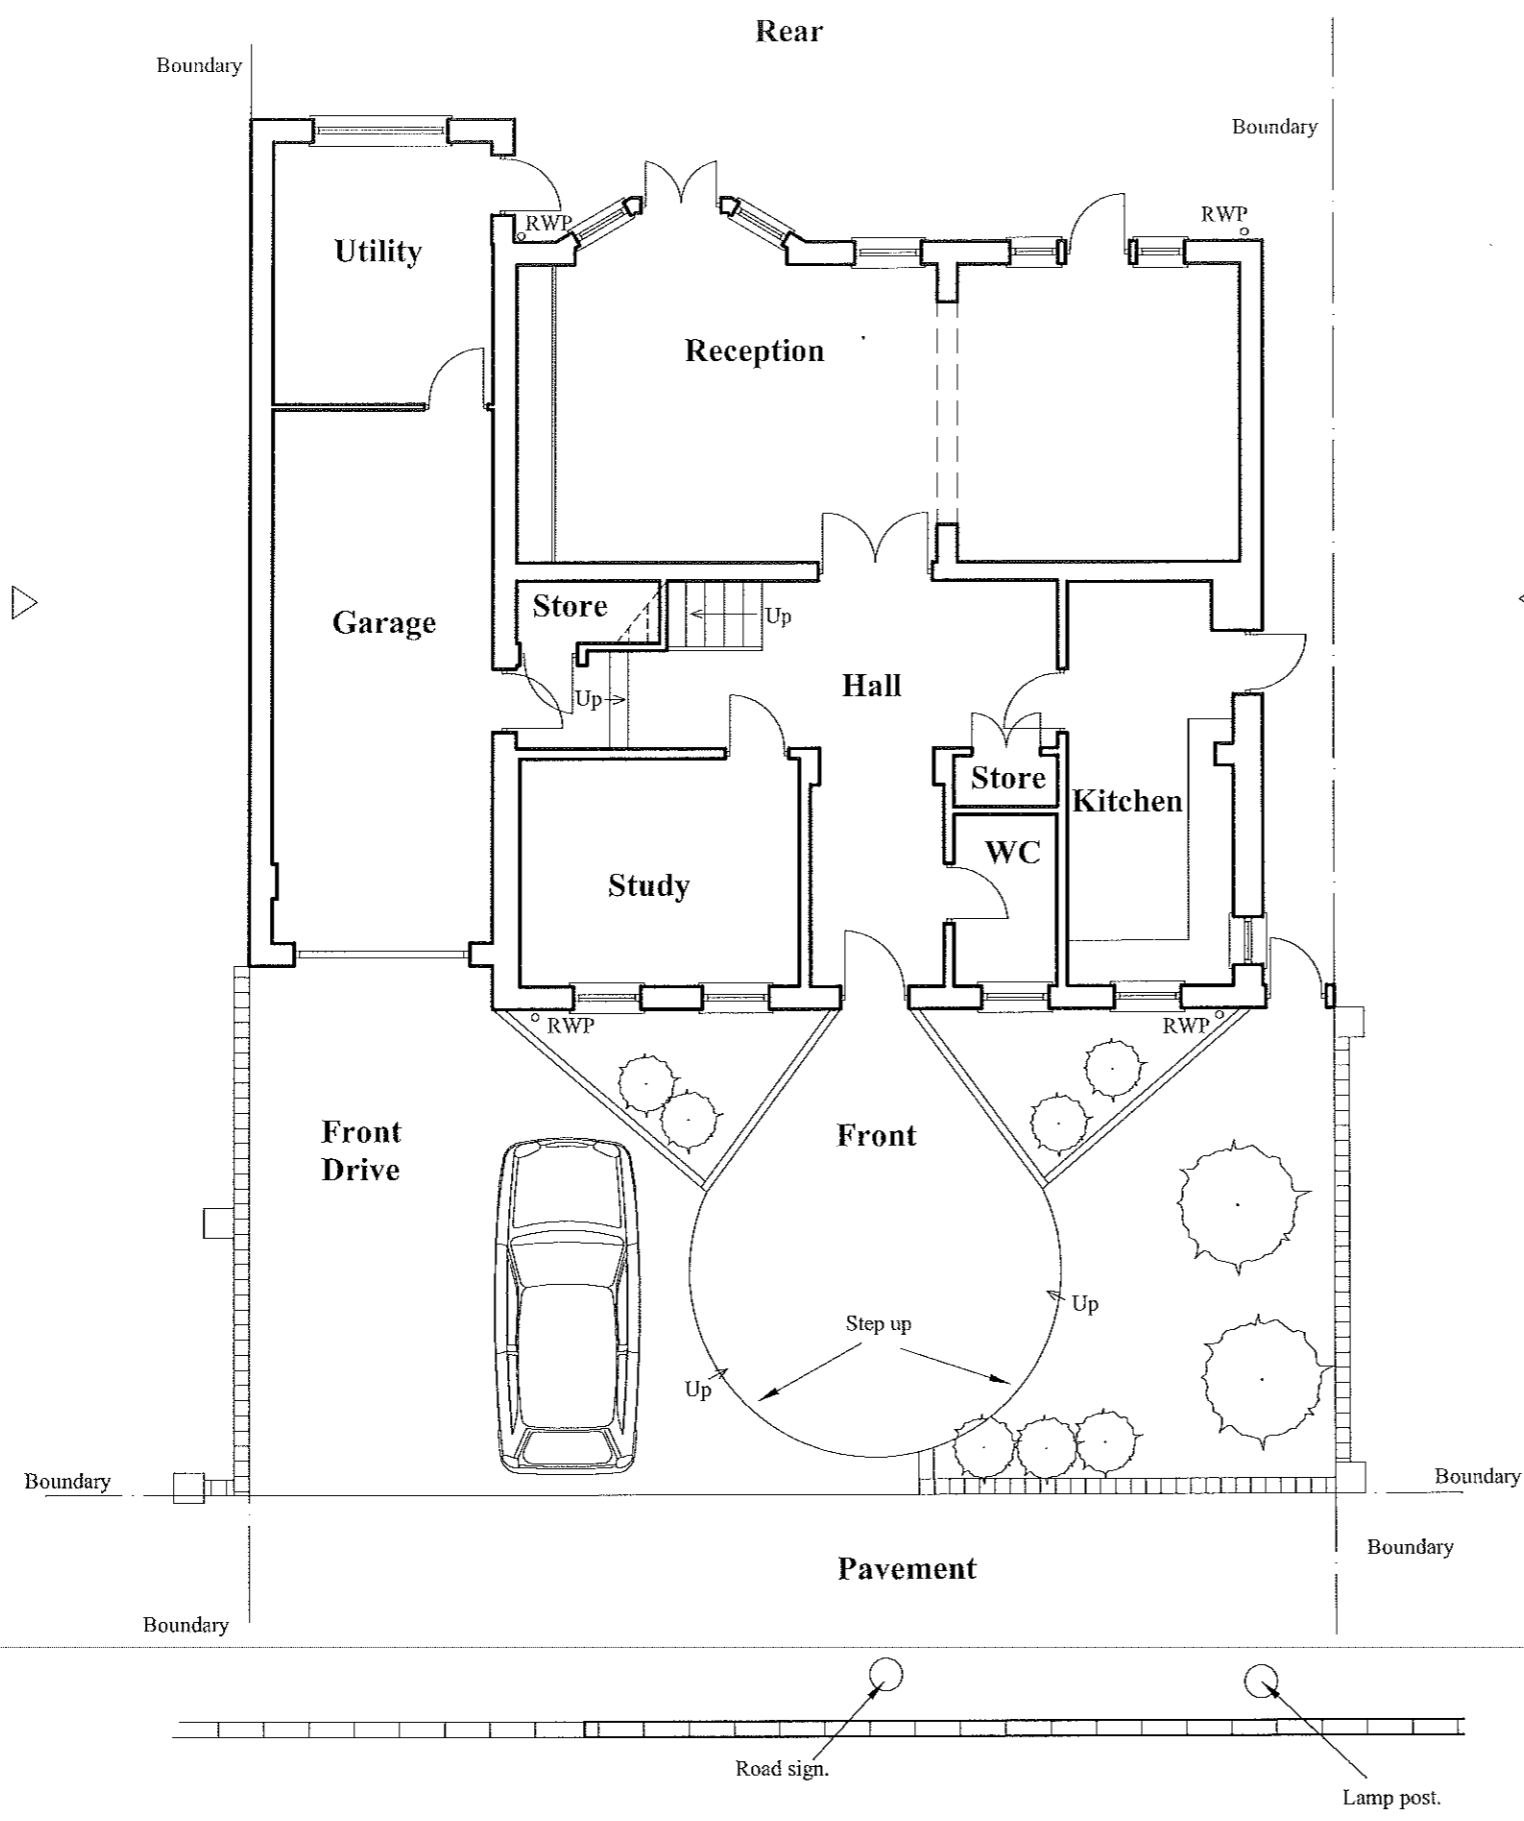 Rear
Boundary
Boundary
RWP
RWP
Utility
Reception
Store
Up
Garage
Hall
Up
Store
Kitchen
WC
Study
RWP
RWP
Front
Drive
Front
Up
Step up
Up
Boundary
Boundary
Boundary
Pavement
Boundary
Road sign.
Lamp post.